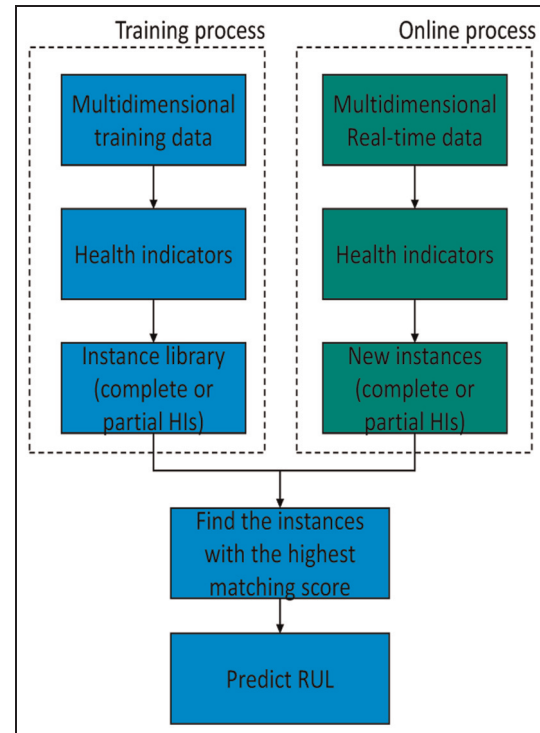 Training process
Multidimensional
training data
Health indicators
Instance library
(complete or
partial HIs)
Online process
Multidimensional
Real-time data
Health indicators
New instances
(complete or
partial HIs)
Find the instances
with the highest
matching score
Predict RUL